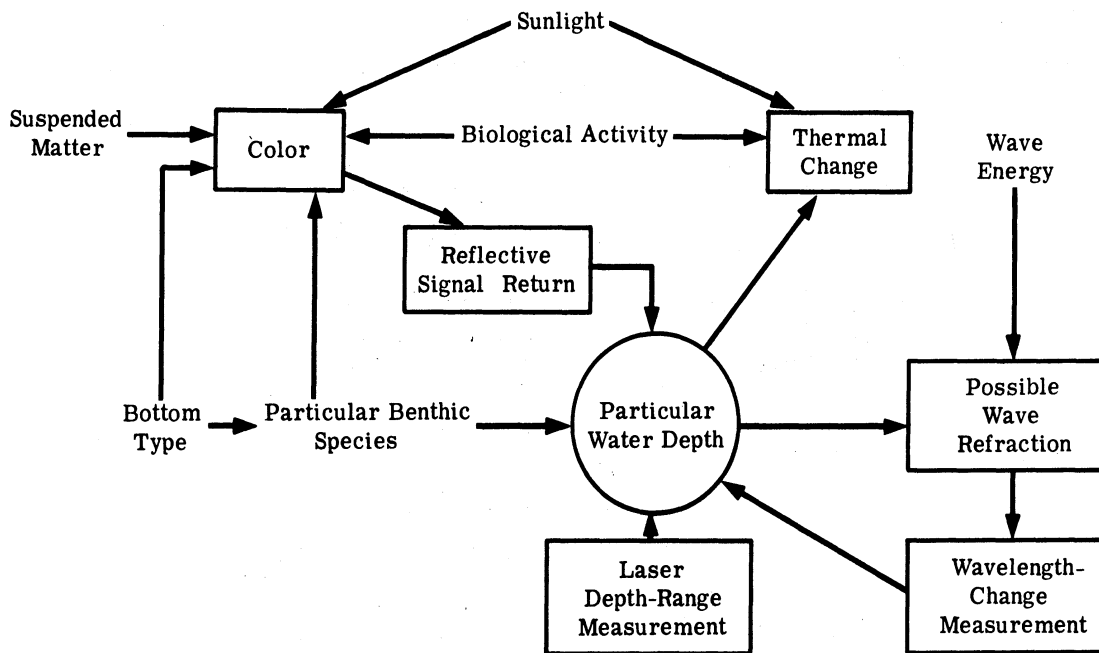 Sunlight
Suspended
Matter
Color
Biological Activity
Thermal
Change
Wave
Energy
Reflective
Signal Return
Bottom
Type
Particular Benthic
Species
Particular
Water Depth
Possible
Wave
Refraction
Laser
Depth-Range
Measurement
Wavelength-
Change
Measurement